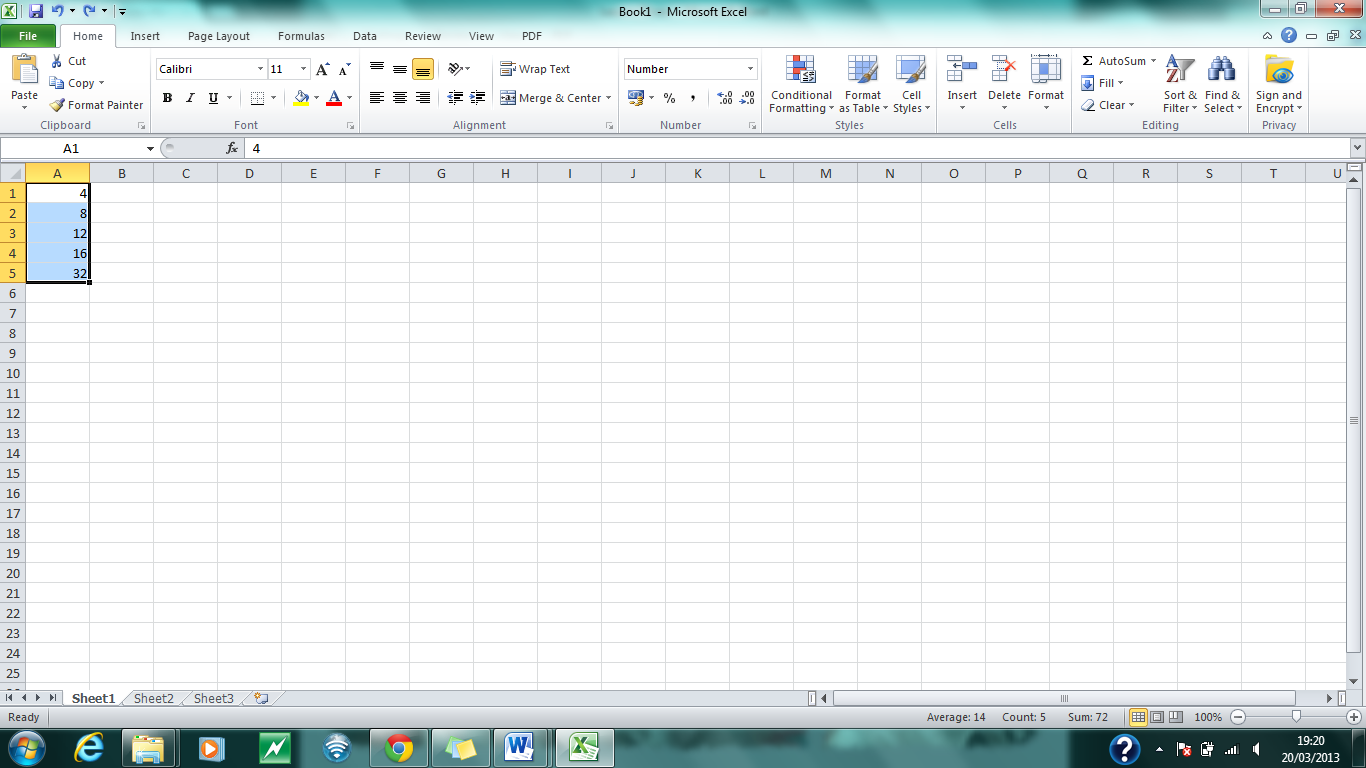 Book1 - Microsoft Excel
File Home Insert Page Layout Formulas Data Review View PDF
Paste
Cut
Copy
Format Painter
Clipboard
Calibri 11
B I U
A
Font
Wrap Text
Merge & Center
Alignment
Number
% ,
Number
Conditional Formatting
Format as Table
Cell Styles
Styles
Insert Delete Format
Cells
Σ AutoSum
Fill
Clear
Sort & Filter
Find & Select
Editing
Sign and Encrypt
Privacy
A1 fx 4
A B C D E F G H I J K L M N O P Q R S T U
1 4
2 8
3 12
4 16
5 32
6
7
8
9
10
11
12
13
14
15
16
17
18
19
20
21
22
23
24
25
Sheet1 Sheet2 Sheet3
Ready Average: 14 Count: 5 Sum: 72 100%
19:20
20/03/2013